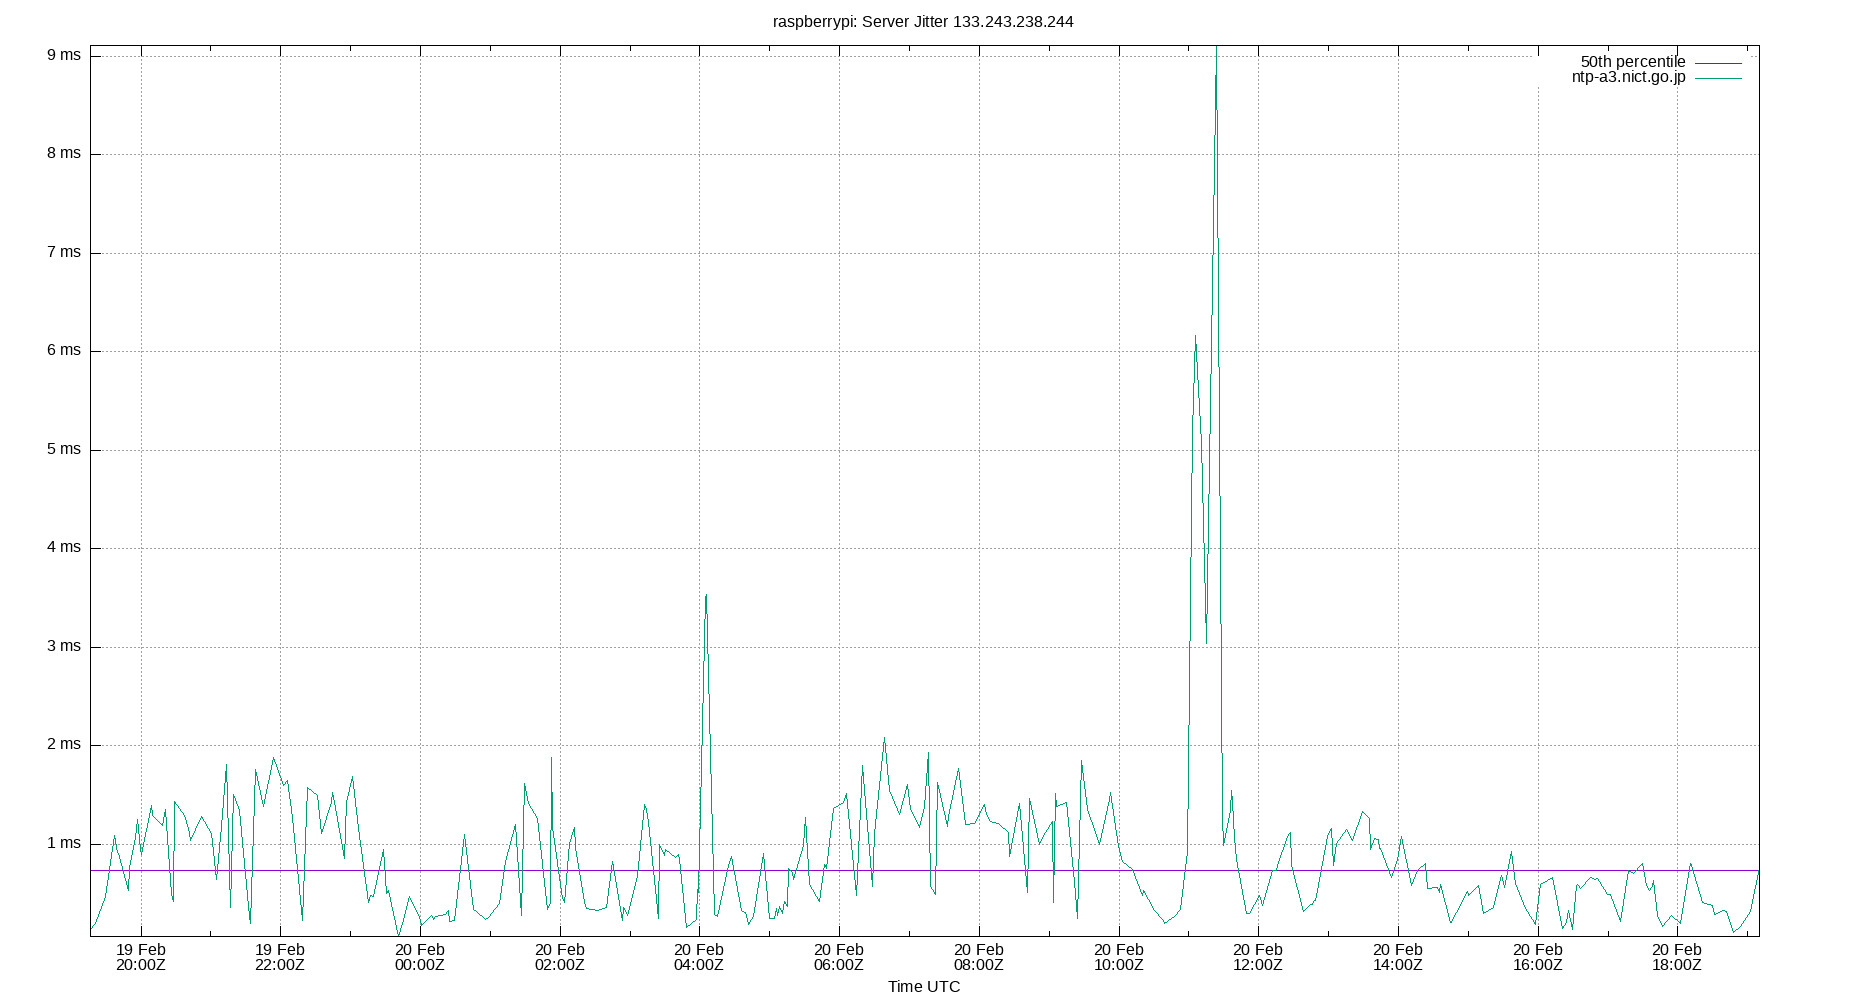 raspberrypi: Server Jitter 133.243.238.244
9 ms
8 ms
7 ms
6 ms
5 ms
4 ms
3 ms
2 ms
1 ms
50th percentile
ntp-a3.nict.go.jp
19 Feb 19 Feb 20 Feb 20 Feb 20 Feb 20 Feb 20 Feb 20 Feb 20 Feb 20 Feb 20 Feb 20 Feb
20:00Z 22:00Z 00:00Z 02:00Z 04:00Z 06:00Z 08:00Z 10:00Z 12:00Z 14:00Z 16:00Z 18:00Z
Time UTC